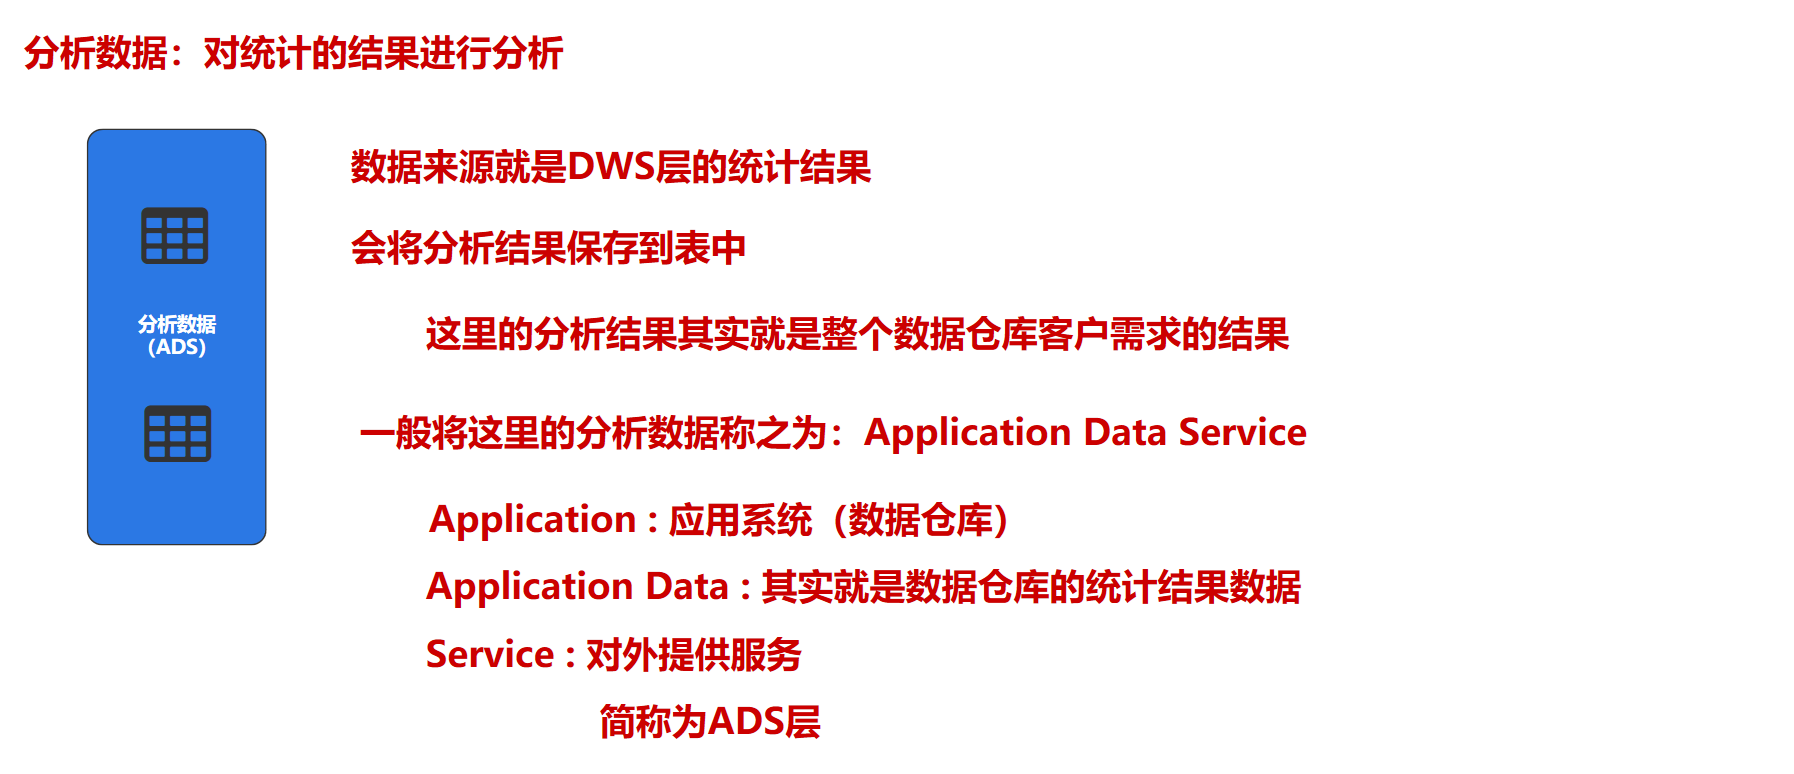 分析数据：对统计的结果进行分析
数据来源就是DWS层的统计结果
会将分析结果保存到表中
分析数据
（ADS）
这里的分析结果其实就是整个数据仓库客户需求的结果
一般将这里的分析数据称之为：Application Data Service
Application : 应用系统（数据仓库）
Application Data : 其实就是数据仓库的统计结果数据
Service : 对外提供服务
简称为ADS层